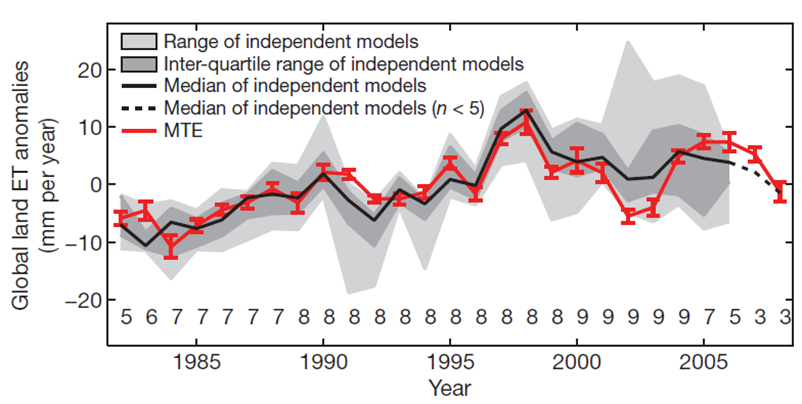 Global land ET anomalies
(mm per year)
20
10
0
−10
−20
Range of independent models
Inter-quartile range of independent models
Median of independent models
Median of independent models (n < 5)
MTE
5 6 7 7 7 7 7 8 8 8 8 8 8 8 8 8 8 8 9 9 9 9 9 7 5 3 3
1985 1990 1995 2000 2005
Year